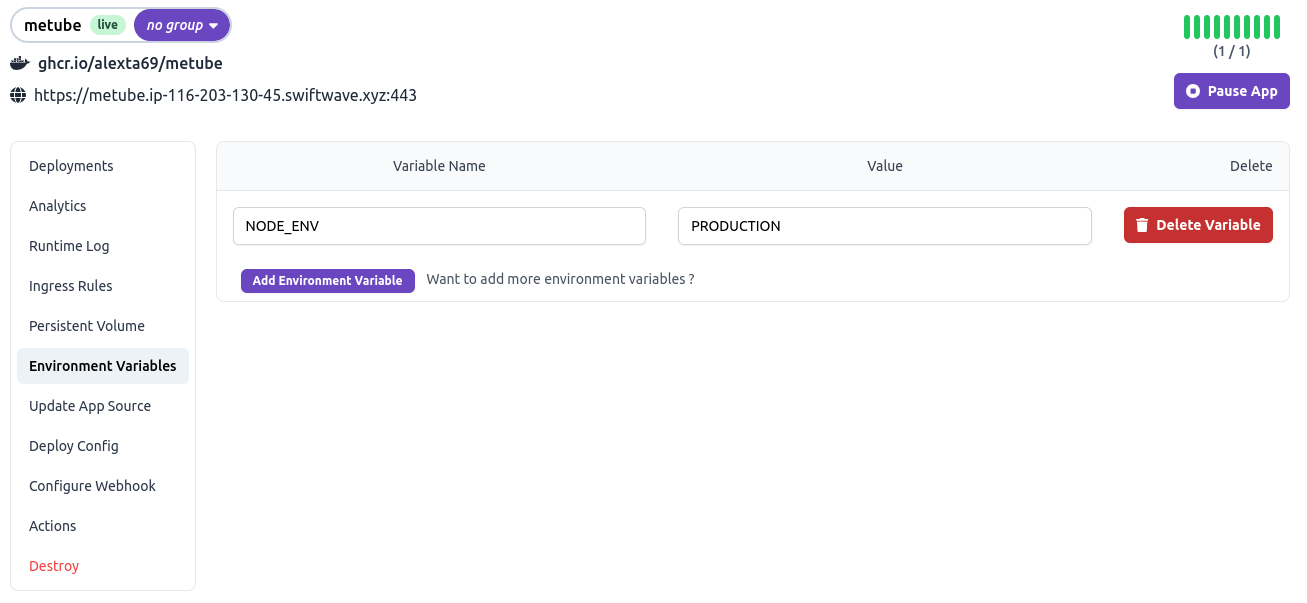 metube live no group
(1 / 1)
ghcr.io/alexta69/metube
https://metube.ip-116-203-130-45.swiftwave.xyz:443
Pause App
Deployments
Analytics
Runtime Log
Ingress Rules
Persistent Volume
Environment Variables
Update App Source
Deploy Config
Configure Webhook
Actions
Destroy
Variable Name Value Delete
NODE_ENV PRODUCTION Delete Variable
Add Environment Variable Want to add more environment variables ?